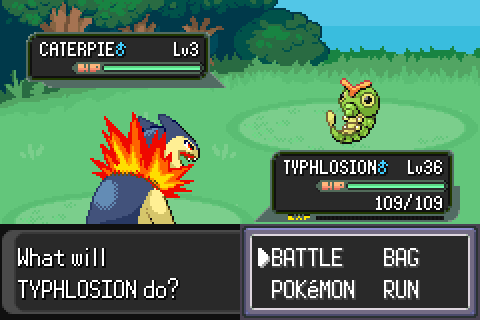 CATERPIE♂ Lv3
HP
TYPHLOSION♂ Lv36
HP
109/109
EXP
What will
TYPHLOSION do?
BATTLE BAG
POKéMON RUN